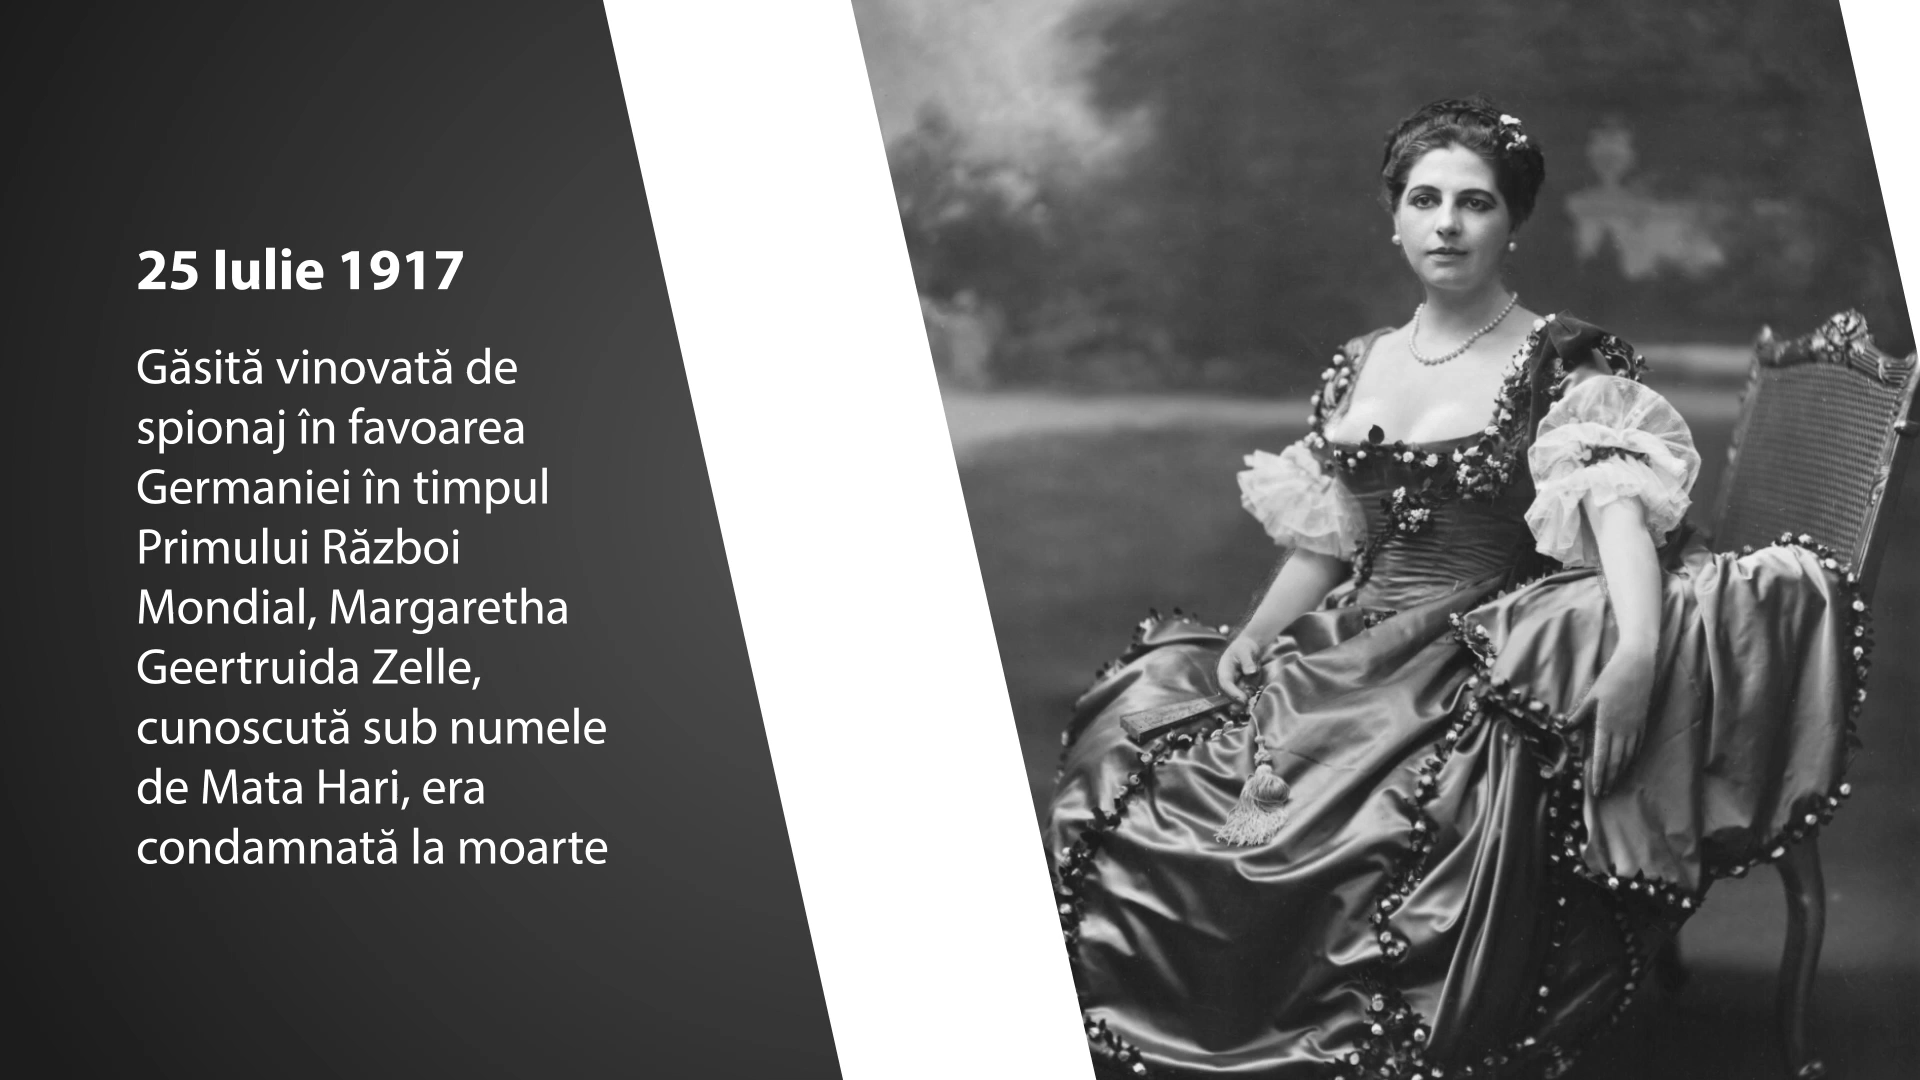 25 Iulie 1917
Găsită vinovată de
spionaj în favoarea
Germaniei în timpul
Primului Război
Mondial, Margaretha
Geertruida Zelle,
cunoscută sub numele
de Mata Hari, era
condamnată la moarte